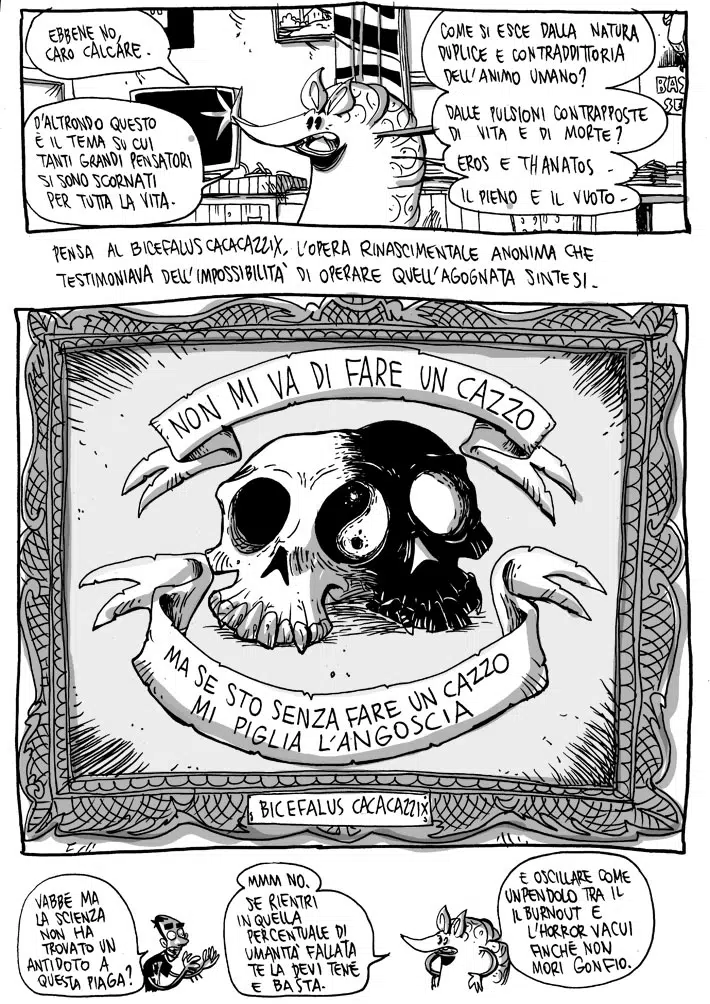 EBBENE NO,
CARO CALCARE.
D'ALTRONDO QUESTO
È IL TEMA SU CUI
TANTI GRANDI PENSATORI
SI SONO SCORNATI
PER TUTTA LA VITA.
COME SI ESCE DALLA NATURA
DUPLICE E CONTRADDITTORIA
DELL'ANIMO UMANO?
DALLE PULSIONI CONTRAPPOSTE
DI VITA E DI MORTE?
EROS E THANATOS -
IL PIENO E IL VUOTO -
BAS
SE
PENSA AL BICEFALUS CACACAZZIX, L'OPERA RINASCIMENTALE ANONIMA CHE
TESTIMONIAVA DELL'IMPOSSIBILITÀ DI OPERARE QUELL'AGOGNATA SINTESI.
NON MI VA DI FARE UN CAZZO
MA SE STO SENZA FARE UN CAZZO
MI PIGLIA L'ANGOSCIA
BICEFALUS CACACAZZIX
VABBÈ MA
LA SCIENZA
NON HA
TROVATO UN
ANTIDOTO A
QUESTA PIAGA?
MMM NO.
SE RIENTRI
IN QUELLA
PERCENTUALE DI
UMANITÀ FALLATA
TE LA DEVI TENÈ
E BASTA.
E OSCILLARE COME
UN PENDOLO TRA IL
IL BURNOUT E
L'HORROR VACUI
FINCHÉ NON
MORI GONFIO.